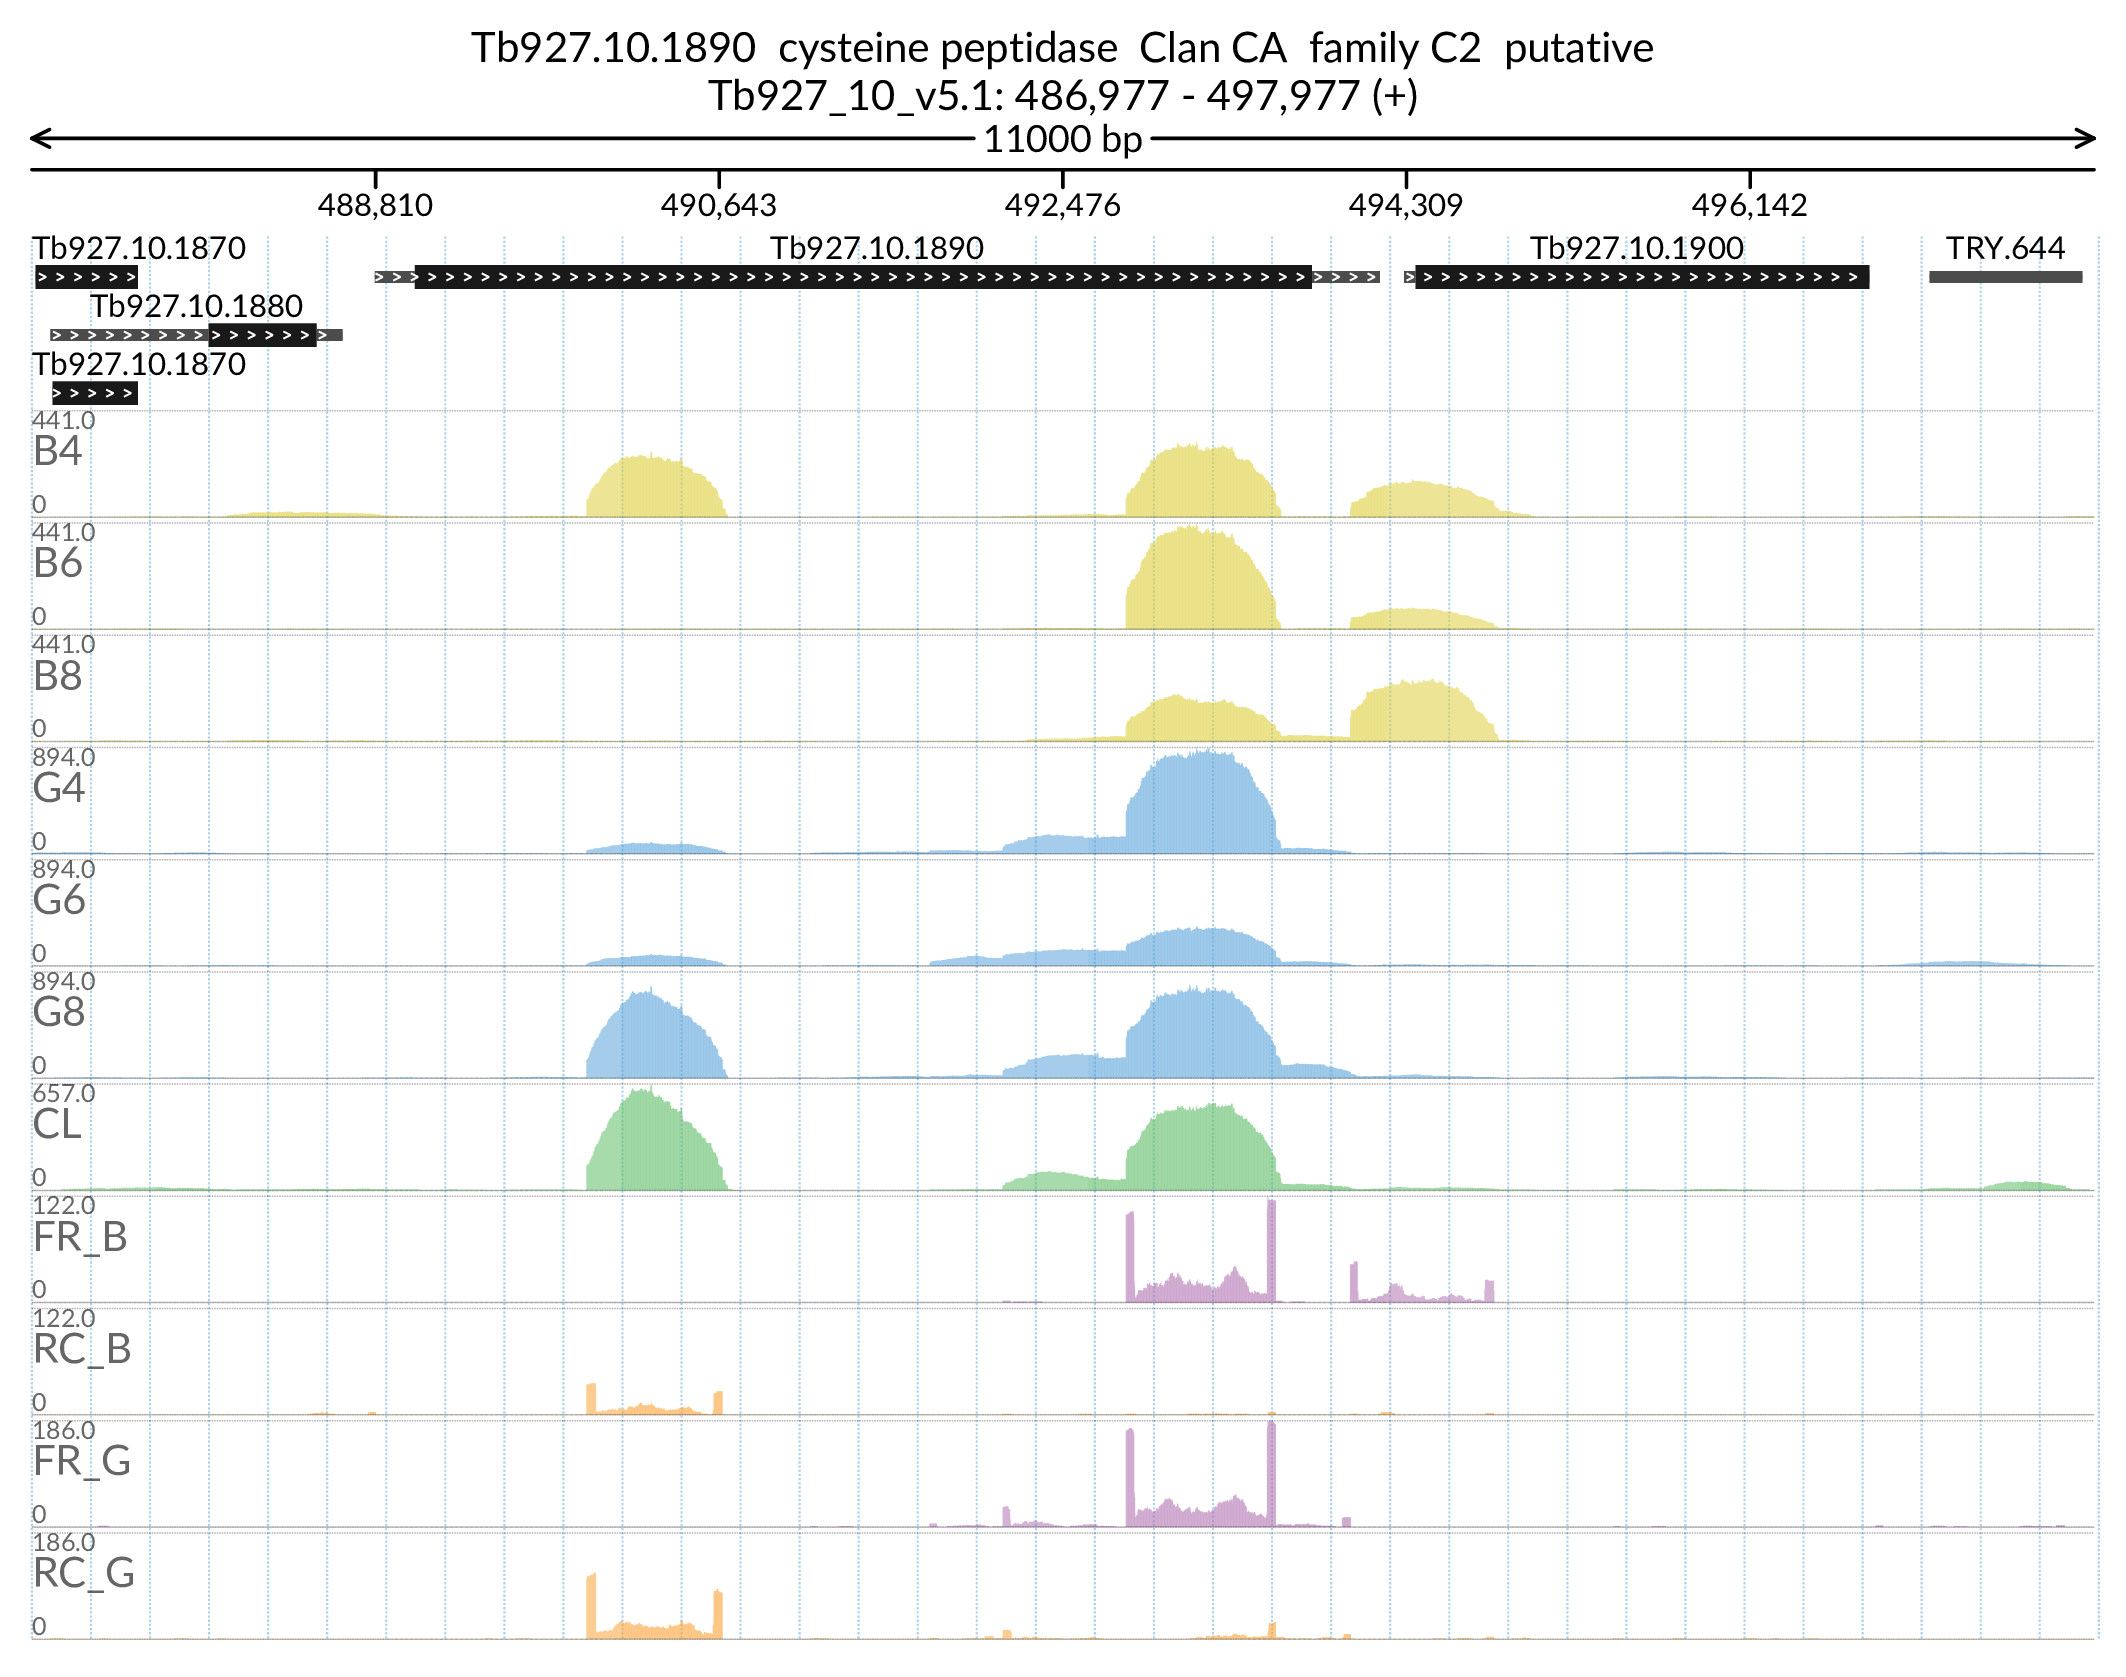 Tb927.10.1890 cysteine peptidase Clan CA family C2 putative
Tb927_10_v5.1: 486,977 - 497,977 (+)
11000 bp
488,810 490,643 492,476 494,309 496,142
Tb927.10.1870 Tb927.10.1890 Tb927.10.1900 TRY.644
Tb927.10.1880
Tb927.10.1870
441.0
B4
0
441.0
B6
0
441.0
B8
0
894.0
G4
0
894.0
G6
0
894.0
G8
0
657.0
CL
0
122.0
FR_B
0
122.0
RC_B
0
186.0
FR_G
0
186.0
RC_G
0